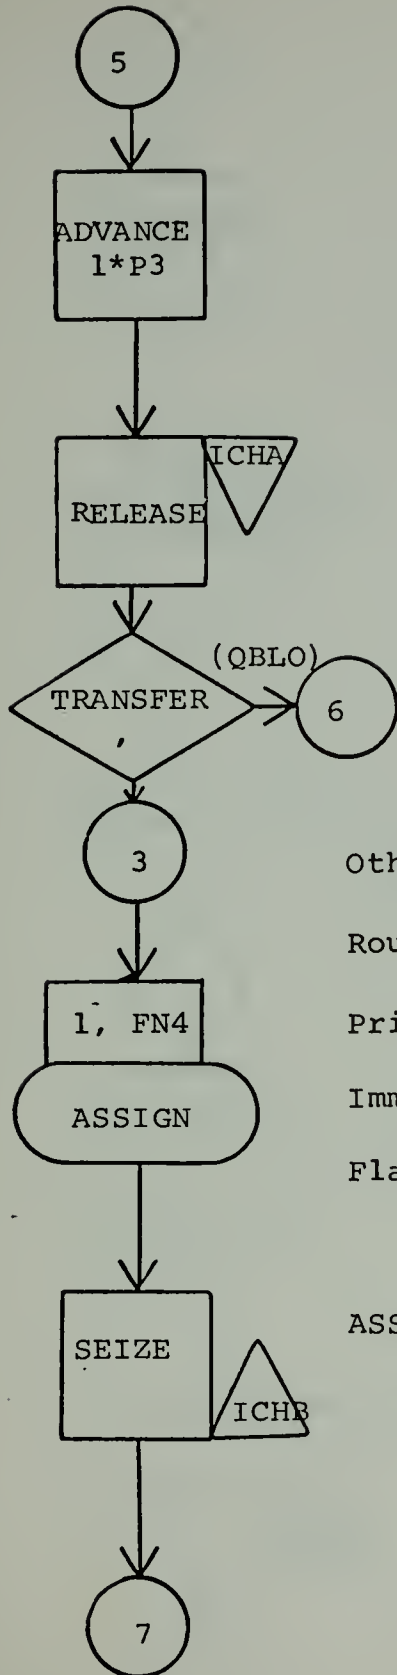 5
ADVANCE
1*P3
ICHA
RELEASE
(QBLO)
TRANSFER
,
6
3
1, FN4
ASSIGN
SEIZE
ICHB
7